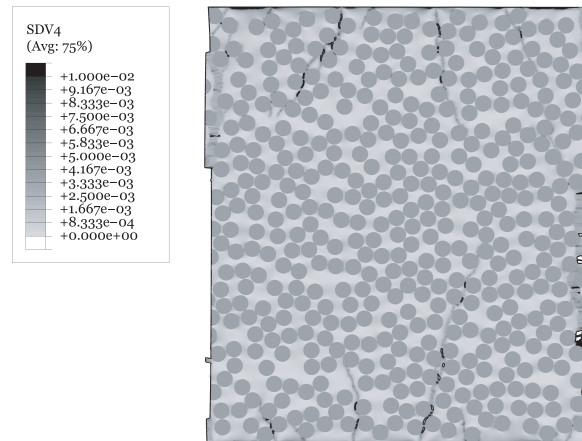 SDV4
(Avg: 75%)
+1.000e−02
+9.167e−03
+8.333e−03
+7.500e−03
+6.667e−03
+5.833e−03
+5.000e−03
+4.167e−03
+3.333e−03
+2.500e−03
+1.667e−03
+8.333e−04
+0.000e+00